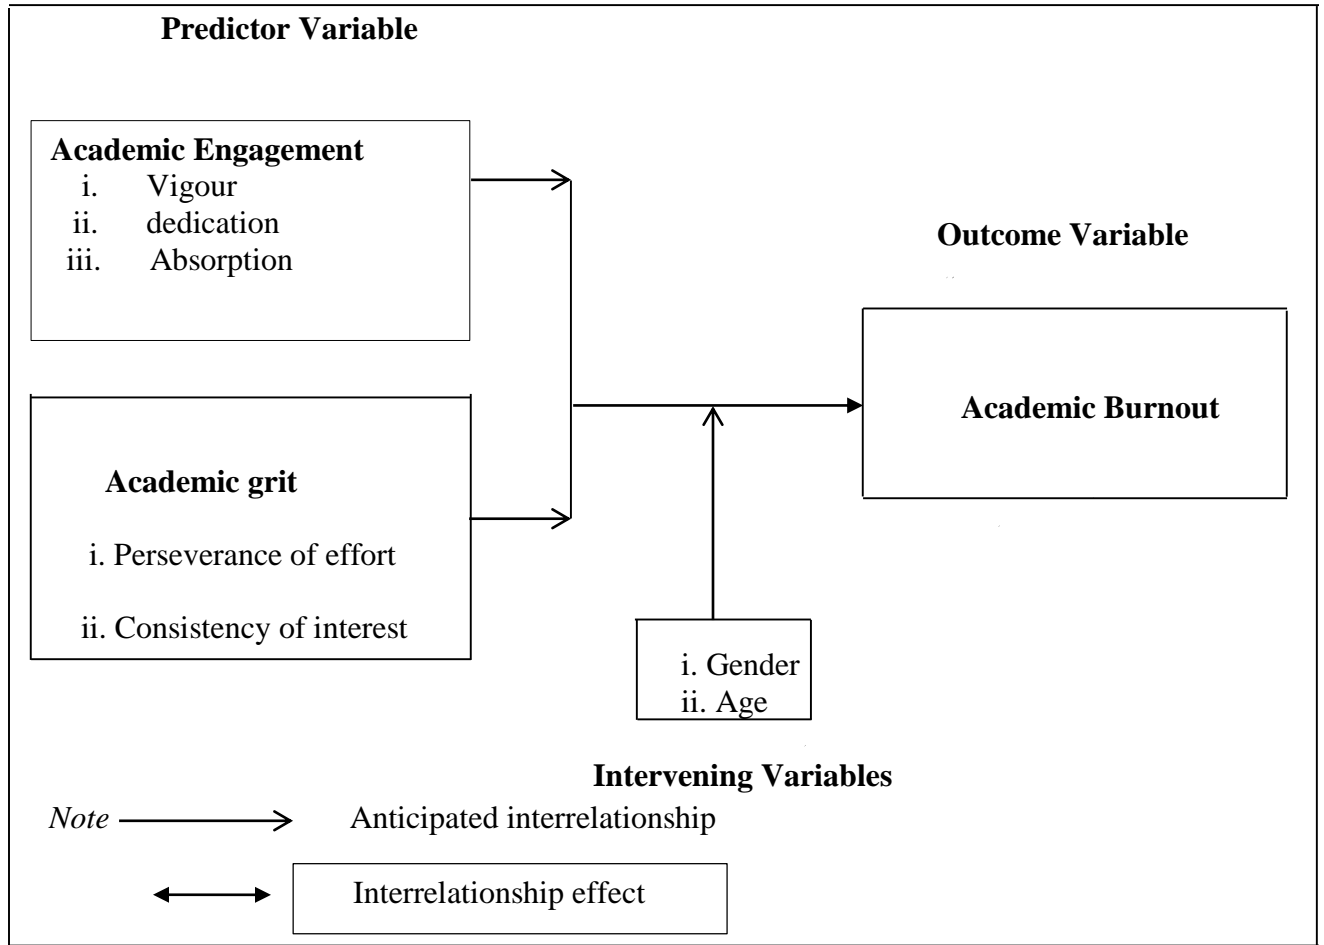 Predictor Variable
Academic Engagement
i. Vigour
ii. dedication
iii. Absorption
Outcome Variable
Academic Burnout
Academic grit
i. Perseverance of effort
ii. Consistency of interest
i. Gender
ii. Age
Intervening Variables
Note Anticipated interrelationship
Interrelationship effect